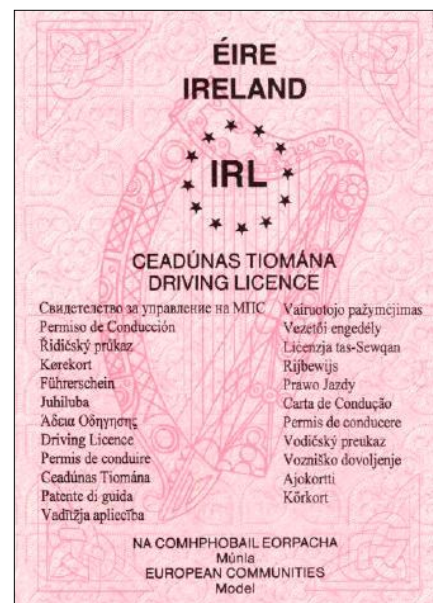 ÉIRE
IRELAND
IRL
CEADÚNAS TIOMÁNA
DRIVING LICENCE
Свидетелство за управление на МПС
Permiso de Conducción
Řidičský průkaz
Kørekort
Führerschein
Juhiluba
Άδεια Οδήγησης
Driving Licence
Permis de conduire
Ceadúnas Tiomána
Patente di guida
Vadītžja apliecība
Vairuotojo pažymėjimas
Vezetői engedély
Liċenzja tas-Sewqan
Rijbewijs
Prawo Jazdy
Carta de Condução
Permis de conducere
Vodičský preukaz
Vozniško dovoljenje
Ajokortti
Körkort
NA COMHPHOBAIL EORPACHA
Múnla
EUROPEAN COMMUNITIES
Model